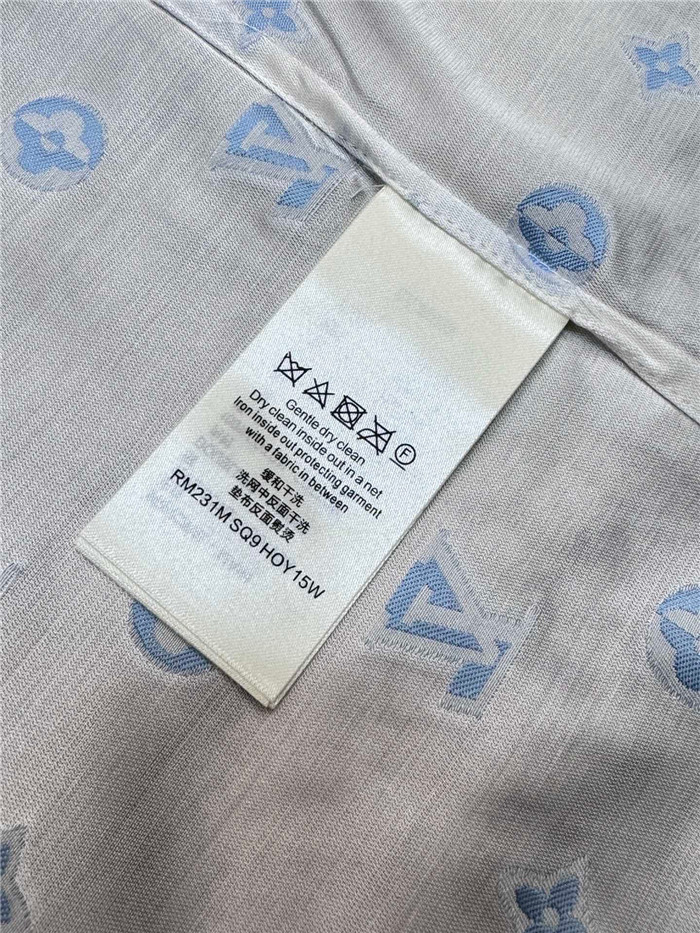 F
Gentle dry clean
Dry clean inside out in a net
Iron inside out protecting garment
with a fabric in between
缓和干洗
洗网中反面干洗
垫布反面熨烫
RM231M SQ9 HOY15W